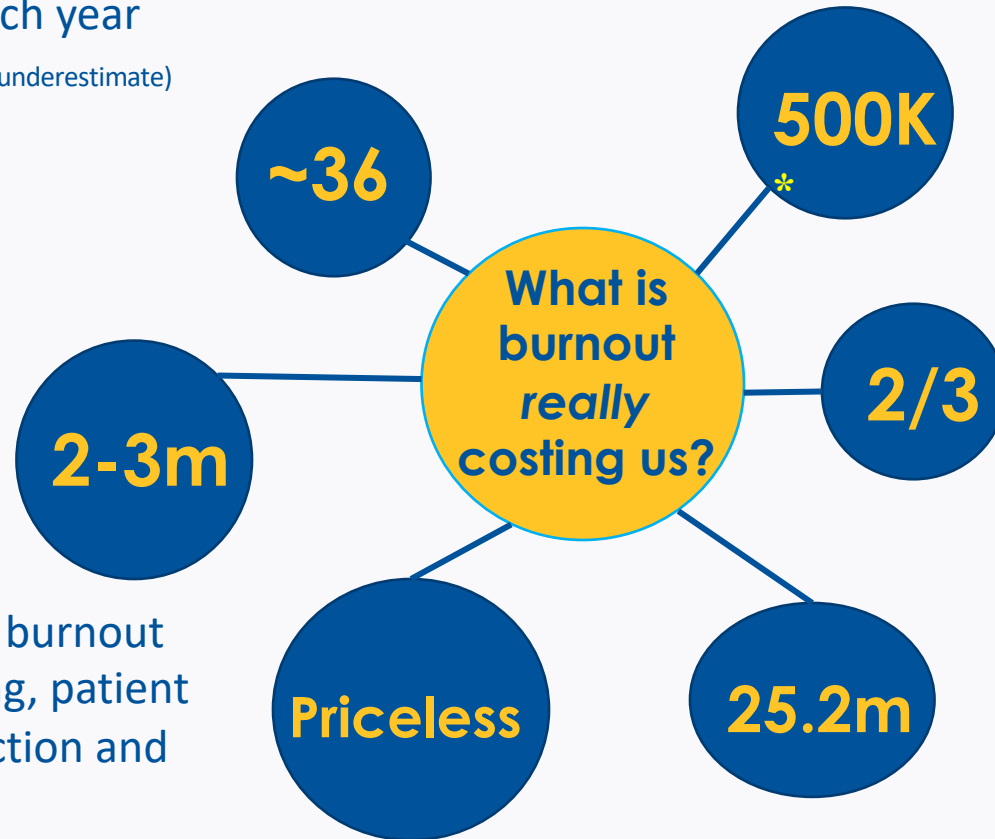 ch year
underestimate)
500K
*
~36
What is
burnout
really
costing us?
2/3
2-3m
burnout
g, patient
ction and
Priceless
25.2m